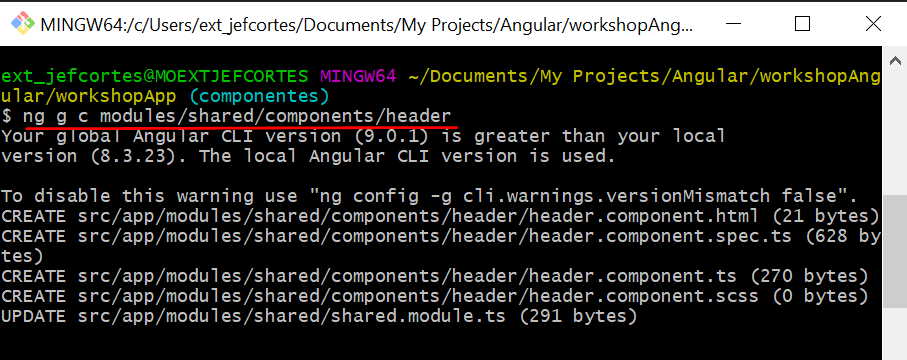 MINGW64:/c/Users/ext_jefcortes/Documents/My Projects/Angular/workshopAng...
ext_jefcortes@MOEXTJEFCORTES MINGW64 ~/Documents/My Projects/Angular/workshopAng
ular/workshopApp (componentes)
$ ng g c modules/shared/components/header
Your global Angular CLI version (9.0.1) is greater than your local
version (8.3.23). The local Angular CLI version is used.
To disable this warning use "ng config -g cli.warnings.versionMismatch false".
CREATE src/app/modules/shared/components/header/header.component.html (21 bytes)
CREATE src/app/modules/shared/components/header/header.component.spec.ts (628 by
tes)
CREATE src/app/modules/shared/components/header/header.component.ts (270 bytes)
CREATE src/app/modules/shared/components/header/header.component.scss (0 bytes)
UPDATE src/app/modules/shared/shared.module.ts (291 bytes)